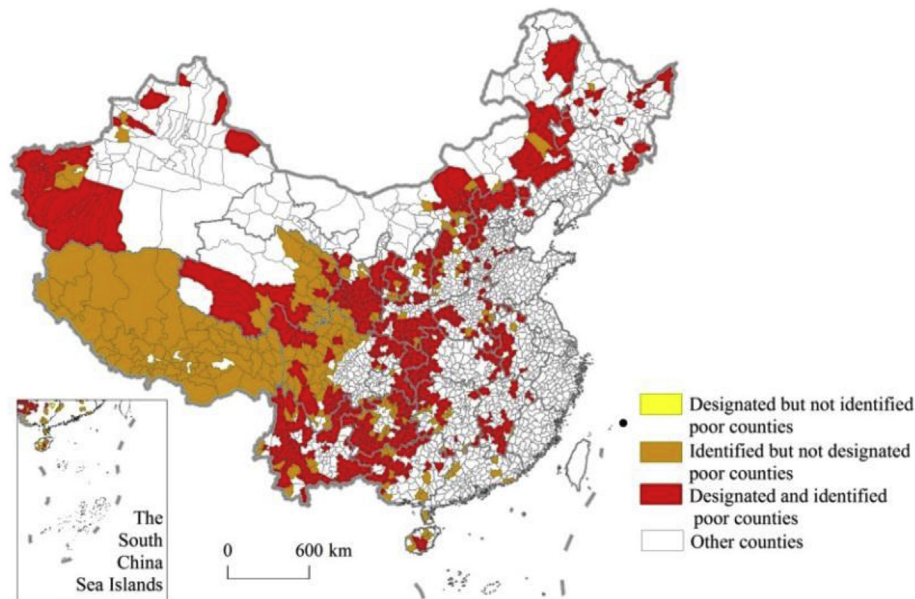 Designated but not identified
poor counties
Identified but not designated
poor counties
Designated and identified
poor counties
Other counties
The
South
China
Sea Islands
0 600 km